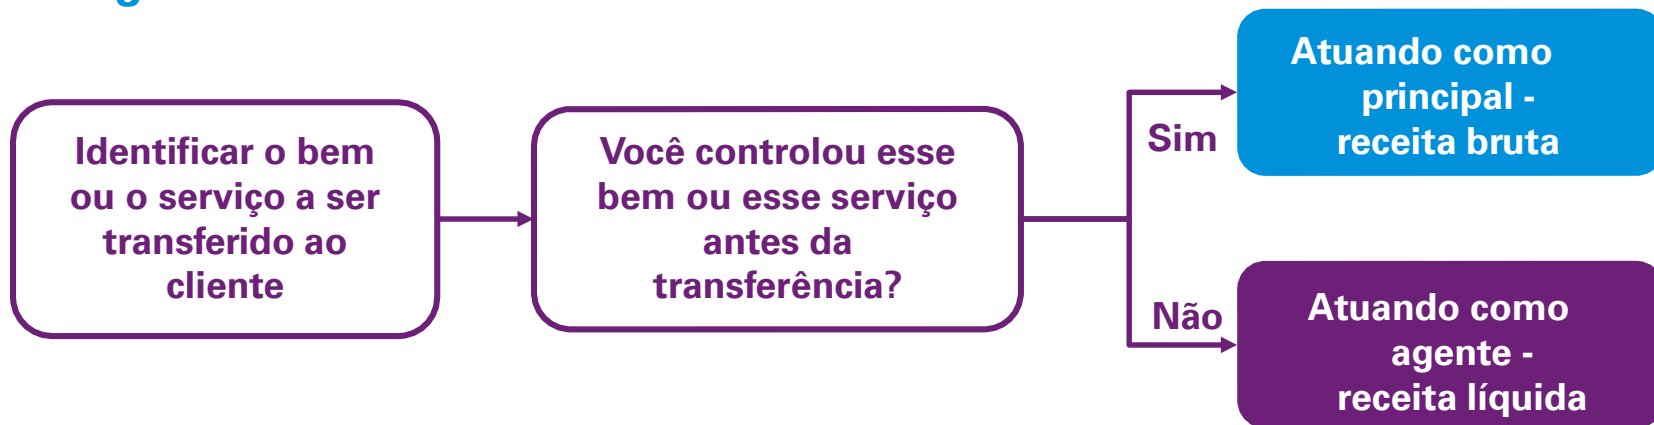 Identificar o bem
ou o serviço a ser
transferido ao
cliente
Você controlou esse
bem ou esse serviço
antes da
transferência?
Sim
Atuando como
principal -
receita bruta
Não
Atuando como
agente -
receita líquida